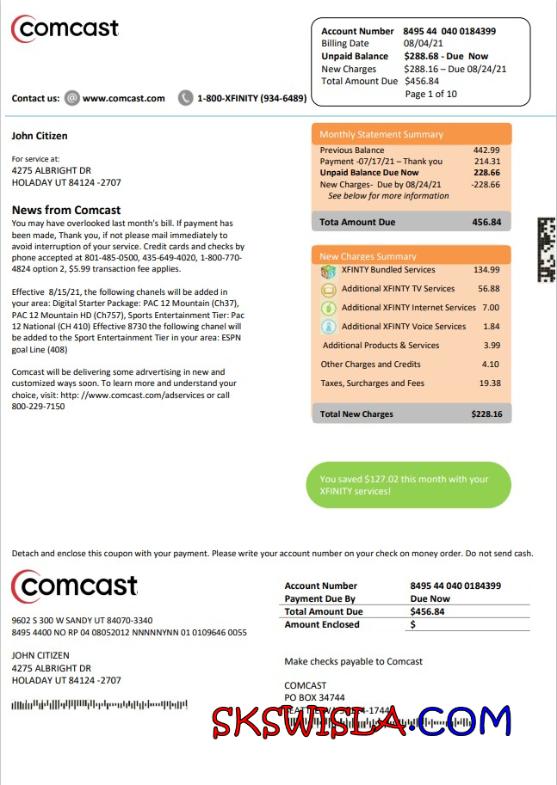 comcast
Account Number 8495 44 040 0184399
Billing Date 08/04/21
Unpaid Balance $288.68 - Due Now
New Charges $288.16 – Due 08/24/21
Total Amount Due $456.84
Page 1 of 10
Contact us: @ www.comcast.com 1-800-XFINITY (934-6489)
John Citizen
For service at:
4275 ALBRIGHT DR
HOLADAY UT 84124 -2707
News from Comcast
You may have overlooked last month's bill. If payment has
been made, Thank you, if not please mail immediately to
avoid interruption of your service. Credit cards and checks by
phone accepted at 801-485-0500, 435-649-4020, 1-800-770-
4824 option 2, $5.99 transaction fee applies.
Effective 8/15/21, the following chanels will be added in
your area: Digital Starter Package: PAC 12 Mountain (Ch37),
PAC 12 Mountain HD (Ch757), Sports Entertainment Tier: Pac
12 National (CH 410) Effective 8730 the following chanel will
be added to the Sport Entertainment Tier in your area: ESPN
goal Line (408)
Comcast will be delivering some advrertising in new and
customized ways soon. To learn more and understand your
choice, visit: http: //www.comcast.com/adservices or call
800-229-7150
Monthly Statement Summary
Previous Balance 442.99
Payment -07/17/21 – Thank you 214.31
Unpaid Balance Due Now 228.66
New Charges- Due by 08/24/21 -228.66
See below for more information
Tota Amount Due 456.84
New Charges Summary
XFINITY Bundled Services 134.99
Additional XFINITY TV Services 56.88
Additional XFINITY Internet Services 7.00
Additional XFINITY Voice Services 1.84
Additional Products & Services 3.99
Other Charges and Credits 4.10
Taxes, Surcharges and Fees 19.38
Total New Charges $228.16
You saved $127.02 this month with your
XFINITY services!
Detach and enclose this coupon with your payment. Please write your account number on your check on money order. Do not send cash.
comcast
9602 S 300 W SANDY UT 84070-3340
8495 4400 NO RP 04 08052012 NNNNNYNN 01 0109646 0055
JOHN CITIZEN
4275 ALBRIGHT DR
HOLADAY UT 84124 -2707
Account Number 8495 44 040 0184399
Payment Due By Due Now
Total Amount Due $456.84
Amount Enclosed $
Make checks payable to Comcast
COMCAST
PO BOX 34744
SKSWISLA.COM